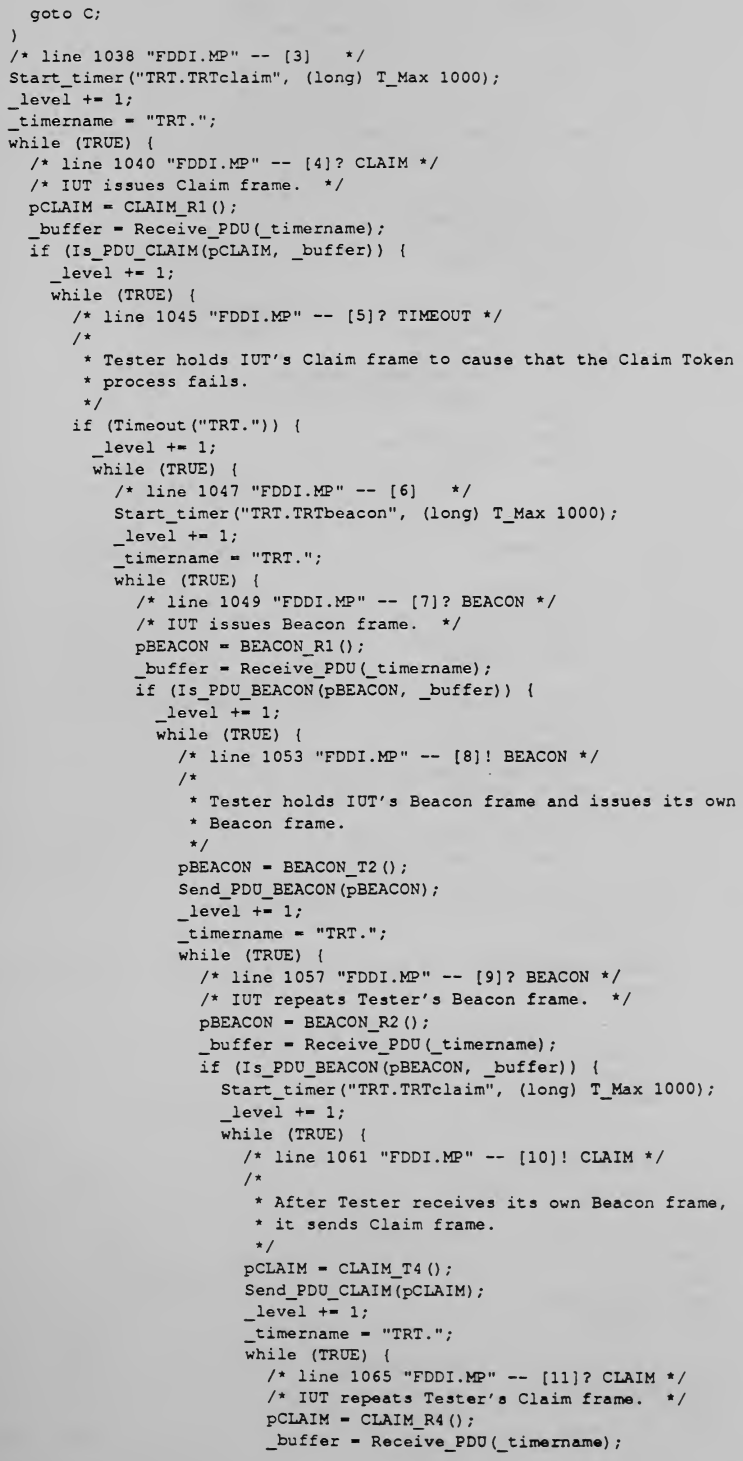 goto C;
)
/* line 1038 "FDDI.MP" -- [3] */
Start_timer("TRT.TRTclaim", (long) T_Max 1000);
_level += 1;
_timername = "TRT.";
while (TRUE) {
/* line 1040 "FDDI.MP" -- [4]? CLAIM */
/* IUT issues Claim frame. */
pCLAIM = CLAIM_R1();
_buffer = Receive_PDU(_timername);
if (Is_PDU_CLAIM(pCLAIM, _buffer)) {
_level += 1;
while (TRUE) {
/* line 1045 "FDDI.MP" -- [5]? TIMEOUT */
/*
* Tester holds IUT's Claim frame to cause that the Claim Token
* process fails.
*/
if (Timeout("TRT.")) {
_level += 1;
while (TRUE) {
/* line 1047 "FDDI.MP" -- [6] */
Start_timer("TRT.TRTbeacon", (long) T_Max 1000);
_level += 1;
_timername = "TRT.";
while (TRUE) {
/* line 1049 "FDDI.MP" -- [7]? BEACON */
/* IUT issues Beacon frame. */
pBEACON = BEACON_R1();
_buffer = Receive_PDU(_timername);
if (Is_PDU_BEACON(pBEACON, _buffer)) {
_level += 1;
while (TRUE) {
/* line 1053 "FDDI.MP" -- [8]! BEACON */
/*
* Tester holds IUT's Beacon frame and issues its own
* Beacon frame.
*/
pBEACON = BEACON_T2();
Send_PDU_BEACON(pBEACON);
_level += 1;
_timername = "TRT.";
while (TRUE) {
/* line 1057 "FDDI.MP" -- [9]? BEACON */
/* IUT repeats Tester's Beacon frame. */
pBEACON = BEACON_R2();
_buffer = Receive_PDU(_timername);
if (Is_PDU_BEACON(pBEACON, _buffer)) {
Start_timer("TRT.TRTclaim", (long) T_Max 1000);
_level += 1;
while (TRUE) {
/* line 1061 "FDDI.MP" -- [10]! CLAIM */
/*
* After Tester receives its own Beacon frame,
* it sends Claim frame.
*/
pCLAIM = CLAIM_T4();
Send_PDU_CLAIM(pCLAIM);
_level += 1;
_timername = "TRT.";
while (TRUE) {
/* line 1065 "FDDI.MP" -- [11]? CLAIM */
/* IUT repeats Tester's Claim frame. */
pCLAIM = CLAIM_R4();
_buffer = Receive_PDU(_timername);